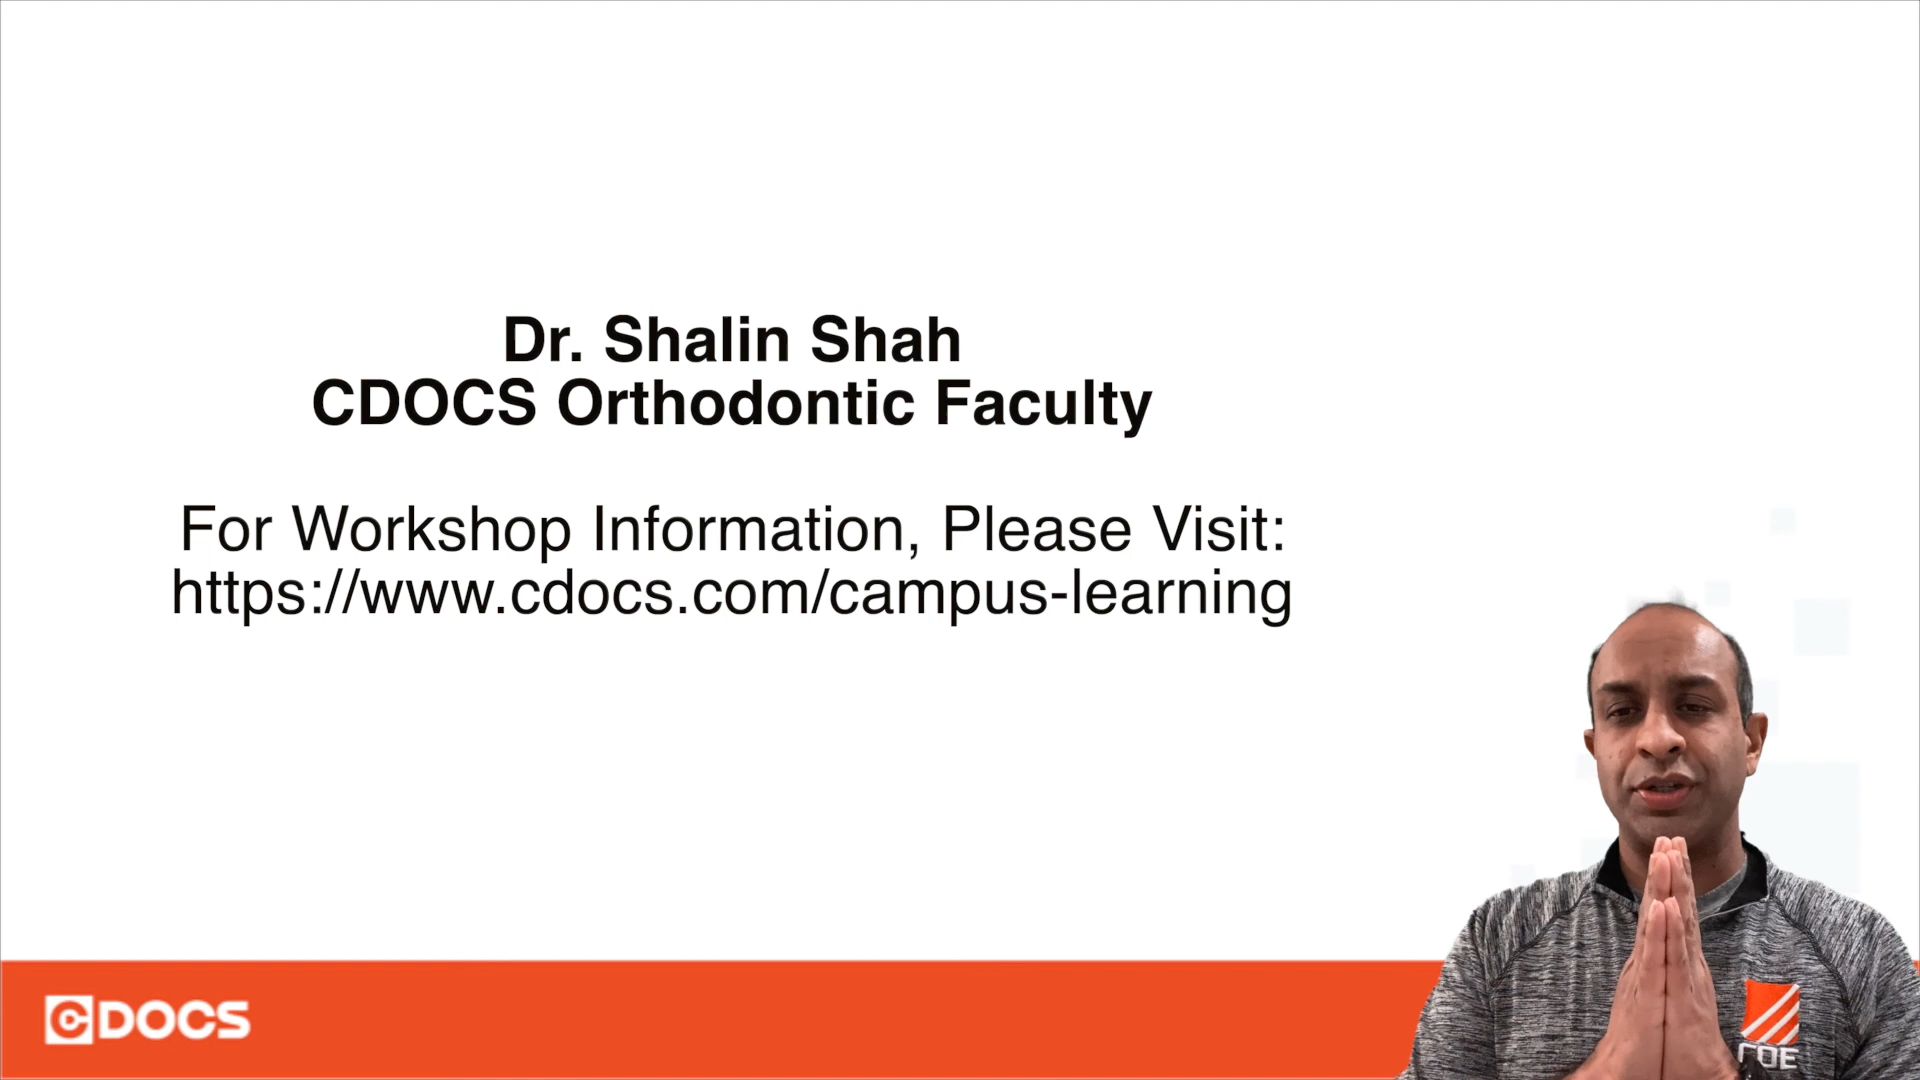 Dr. Shalin Shah
CDOCS Orthodontic Faculty
For Workshop Information, Please Visit:
https://www.cdocs.com/campus-learning
CDOCS